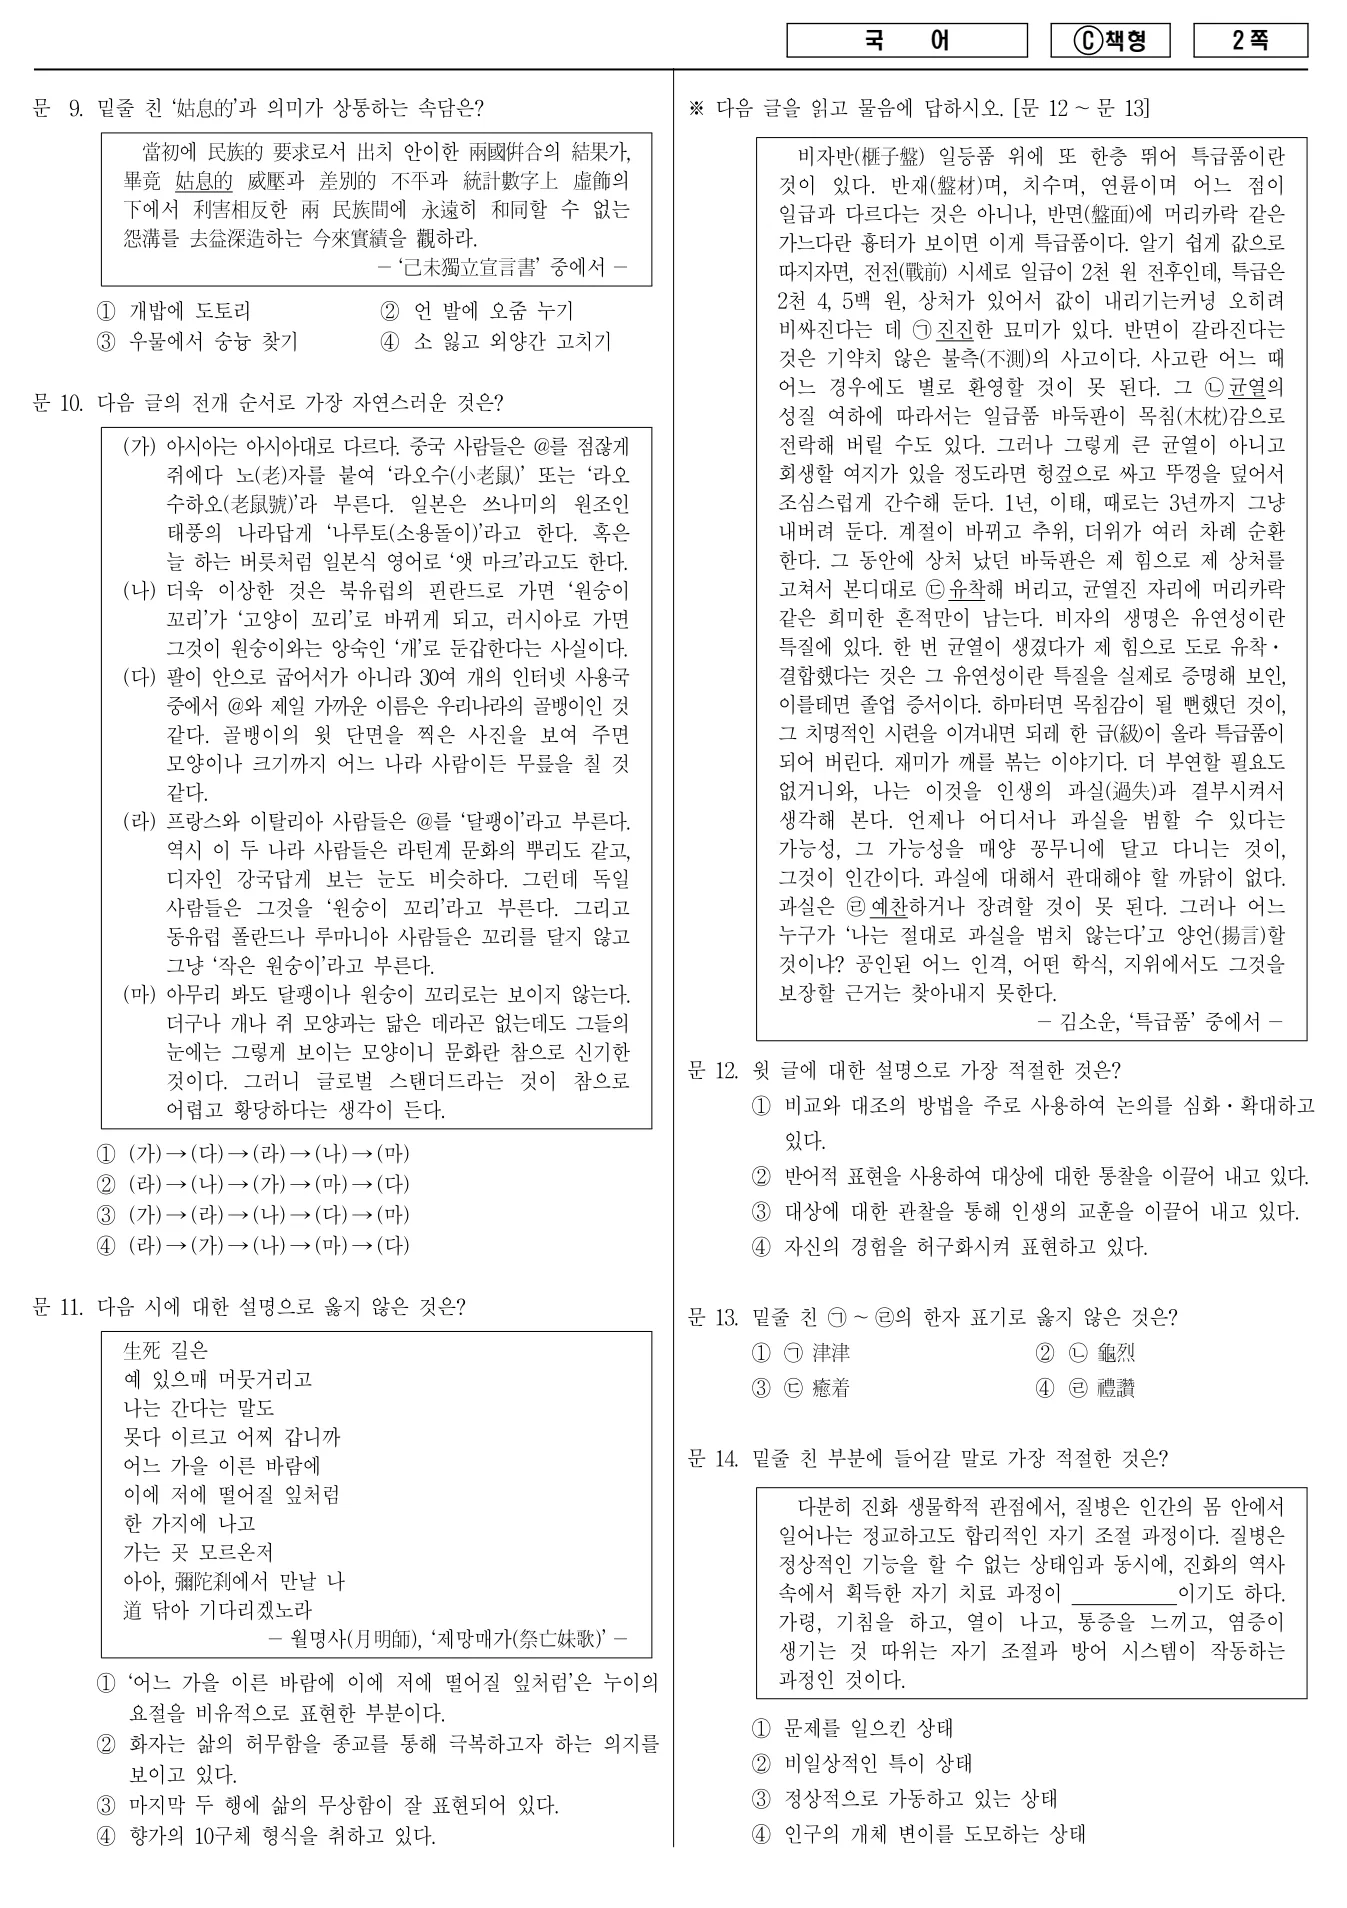 국 어
Ⓒ책형
2쪽
문 9. 밑줄 친 ‘姑息的’과 의미가 상통하는 속담은?
當初에 民族的 要求로서 出치 안이한 兩國倂合의 結果가,
畢竟 姑息的 威壓과 差別的 不平과 統計數字上 虛飾의
下에서 利害相反한 兩 民族間에 永遠히 和同할 수 없는
怨溝를 去益深造하는 今來實績을 觀하라.
－ ‘己未獨立宣言書’ 중에서 －
① 개밥에 도토리
② 언 발에 오줌 누기
③ 우물에서 숭늉 찾기
④ 소 잃고 외양간 고치기
문 10. 다음 글의 전개 순서로 가장 자연스러운 것은?
(가) 아시아는 아시아대로 다르다. 중국 사람들은 @를 점잖게
쥐에다 노(老)자를 붙여 ‘라오수(小老鼠)’ 또는 ‘라오
수하오(老鼠號)’라 부른다. 일본은 쓰나미의 원조인
태풍의 나라답게 ‘나루토(소용돌이)’라고 한다. 혹은
늘 하는 버릇처럼 일본식 영어로 ‘앳 마크’라고도 한다.
(나) 더욱 이상한 것은 북유럽의 핀란드로 가면 ‘원숭이
꼬리’가 ‘고양이 꼬리’로 바뀌게 되고, 러시아로 가면
그것이 원숭이와는 앙숙인 ‘개’로 둔갑한다는 사실이다.
(다) 팔이 안으로 굽어서가 아니라 30여 개의 인터넷 사용국
중에서 @와 제일 가까운 이름은 우리나라의 골뱅이인 것
같다. 골뱅이의 윗 단면을 찍은 사진을 보여 주면
모양이나 크기까지 어느 나라 사람이든 무릎을 칠 것
같다.
(라) 프랑스와 이탈리아 사람들은 @를 ‘달팽이’라고 부른다.
역시 이 두 나라 사람들은 라틴계 문화의 뿌리도 같고,
디자인 강국답게 보는 눈도 비슷하다. 그런데 독일
사람들은 그것을 ‘원숭이 꼬리’라고 부른다. 그리고
동유럽 폴란드나 루마니아 사람들은 꼬리를 달지 않고
그냥 ‘작은 원숭이’라고 부른다.
(마) 아무리 봐도 달팽이나 원숭이 꼬리로는 보이지 않는다.
더구나 개나 쥐 모양과는 닮은 데라곤 없는데도 그들의
눈에는 그렇게 보이는 모양이니 문화란 참으로 신기한
것이다. 그러니 글로벌 스탠더드라는 것이 참으로
어렵고 황당하다는 생각이 든다.
① (가)→(다)→(라)→(나)→(마)
② (라)→(나)→(가)→(마)→(다)
③ (가)→(라)→(나)→(다)→(마)
④ (라)→(가)→(나)→(마)→(다)
문 11. 다음 시에 대한 설명으로 옳지 않은 것은?
生死 길은
예 있으매 머뭇거리고
나는 간다는 말도
못다 이르고 어찌 갑니까
어느 가을 이른 바람에
이에 저에 떨어질 잎처럼
한 가지에 나고
가는 곳 모르온저
아아, 彌陀刹에서 만날 나
道 닦아 기다리겠노라
－ 월명사(月明師), ‘제망매가(祭亡妹歌)’ －
① ‘어느 가을 이른 바람에 이에 저에 떨어질 잎처럼’은 누이의
요절을 비유적으로 표현한 부분이다.
② 화자는 삶의 허무함을 종교를 통해 극복하고자 하는 의지를
보이고 있다.
③ 마지막 두 행에 삶의 무상함이 잘 표현되어 있다.
④ 향가의 10구체 형식을 취하고 있다.
※ 다음 글을 읽고 물음에 답하시오. [문 12 ~ 문 13]
비자반(榧子盤) 일등품 위에 또 한층 뛰어 특급품이란
것이 있다. 반재(盤材)며, 치수며, 연륜이며 어느 점이
일급과 다르다는 것은 아니나, 반면(盤面)에 머리카락 같은
가느다란 흉터가 보이면 이게 특급품이다. 알기 쉽게 값으로
따지자면, 전전(戰前) 시세로 일급이 2천 원 전후인데, 특급은
2천 4, 5백 원, 상처가 있어서 값이 내리기는커녕 오히려
비싸진다는 데 ㉠진진한 묘미가 있다. 반면이 갈라진다는
것은 기약치 않은 불측(不測)의 사고이다. 사고란 어느 때
어느 경우에도 별로 환영할 것이 못 된다. 그 ㉡균열의
성질 여하에 따라서는 일급품 바둑판이 목침(木枕)감으로
전락해 버릴 수도 있다. 그러나 그렇게 큰 균열이 아니고
회생할 여지가 있을 정도라면 헝겊으로 싸고 뚜껑을 덮어서
조심스럽게 간수해 둔다. 1년, 이태, 때로는 3년까지 그냥
내버려 둔다. 계절이 바뀌고 추위, 더위가 여러 차례 순환
한다. 그 동안에 상처 났던 바둑판은 제 힘으로 제 상처를
고쳐서 본디대로 ㉢유착해 버리고, 균열진 자리에 머리카락
같은 희미한 흔적만이 남는다. 비자의 생명은 유연성이란
특질에 있다. 한 번 균열이 생겼다가 제 힘으로 도로 유착･
결합했다는 것은 그 유연성이란 특질을 실제로 증명해 보인,
이를테면 졸업 증서이다. 하마터면 목침감이 될 뻔했던 것이,
그 치명적인 시련을 이겨내면 되레 한 급(級)이 올라 특급품이
되어 버린다. 재미가 깨를 볶는 이야기다. 더 부연할 필요도
없거니와, 나는 이것을 인생의 과실(過失)과 결부시켜서
생각해 본다. 언제나 어디서나 과실을 범할 수 있다는
가능성, 그 가능성을 매양 꽁무니에 달고 다니는 것이,
그것이 인간이다. 과실에 대해서 관대해야 할 까닭이 없다.
과실은 ㉣예찬하거나 장려할 것이 못 된다. 그러나 어느
누구가 ‘나는 절대로 과실을 범치 않는다’고 양언(揚言)할
것이냐? 공인된 어느 인격, 어떤 학식, 지위에서도 그것을
보장할 근거는 찾아내지 못한다.
－ 김소운, ‘특급품’ 중에서 －
문 12. 윗 글에 대한 설명으로 가장 적절한 것은?
① 비교와 대조의 방법을 주로 사용하여 논의를 심화･확대하고
있다.
② 반어적 표현을 사용하여 대상에 대한 통찰을 이끌어 내고 있다.
③ 대상에 대한 관찰을 통해 인생의 교훈을 이끌어 내고 있다.
④ 자신의 경험을 허구화시켜 표현하고 있다.
문 13. 밑줄 친 ㉠ ~ ㉣의 한자 표기로 옳지 않은 것은?
① ㉠ 津津
② ㉡ 龜烈
③ ㉢ 癒着
④ ㉣ 禮讚
문 14. 밑줄 친 부분에 들어갈 말로 가장 적절한 것은?
다분히 진화 생물학적 관점에서, 질병은 인간의 몸 안에서
일어나는 정교하고도 합리적인 자기 조절 과정이다. 질병은
정상적인 기능을 할 수 없는 상태임과 동시에, 진화의 역사
속에서 획득한 자기 치료 과정이 __________이기도 하다.
가령, 기침을 하고, 열이 나고, 통증을 느끼고, 염증이
생기는 것 따위는 자기 조절과 방어 시스템이 작동하는
과정인 것이다.
① 문제를 일으킨 상태
② 비일상적인 특이 상태
③ 정상적으로 가동하고 있는 상태
④ 인구의 개체 변이를 도모하는 상태